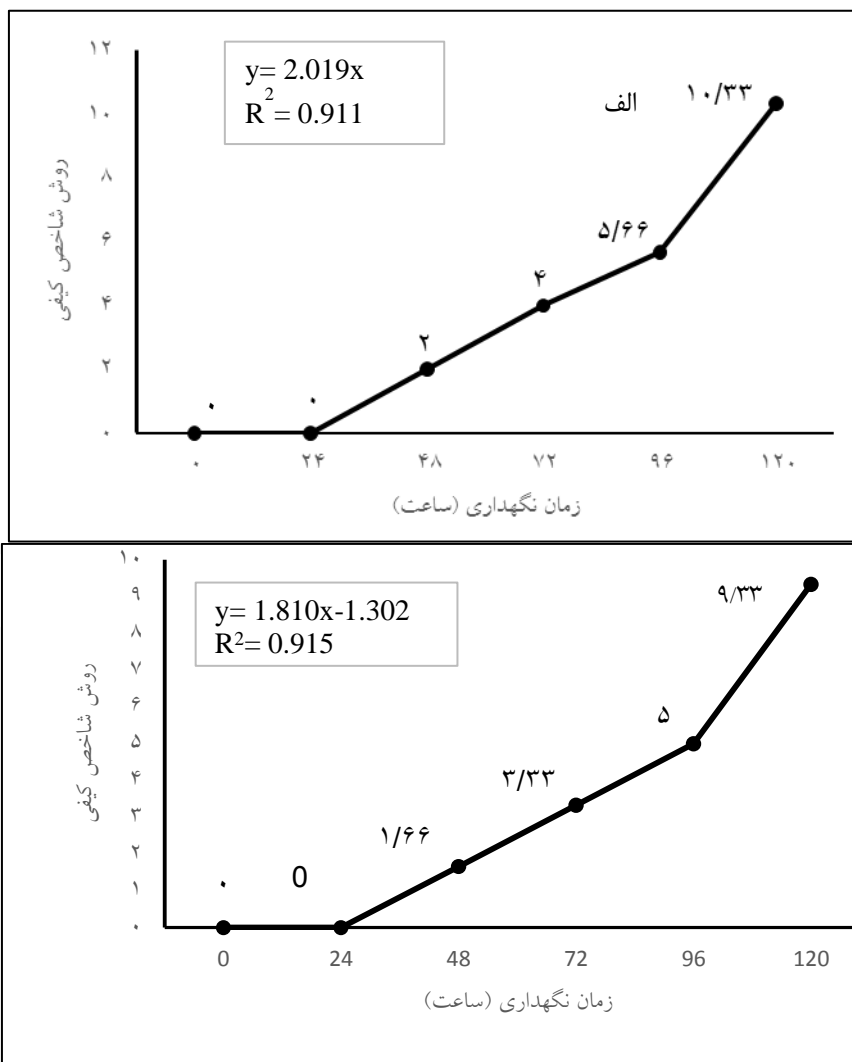 ۱۲
۱۰
۸
۶
۴
۲
۰
روش شاخص کیفی
y= 2.019x
R2 = 0.911
الف
۰
۰
۲
۴
۵/۶۶
۱۰/۳۳
۰ ۲۴ ۴۸ ۷۲ ۹۶ ۱۲۰
زمان نگهداری (ساعت)
۱۰
۹
۸
۷
۶
۵
۴
۳
۲
۱
۰
روش شاخص کیفی
y= 1.810x-1.302
R²= 0.915
۰
0
۱/۶۶
۳/۳۳
۵
۹/۳۳
0 24 48 72 96 120
زمان نگهداری (ساعت)